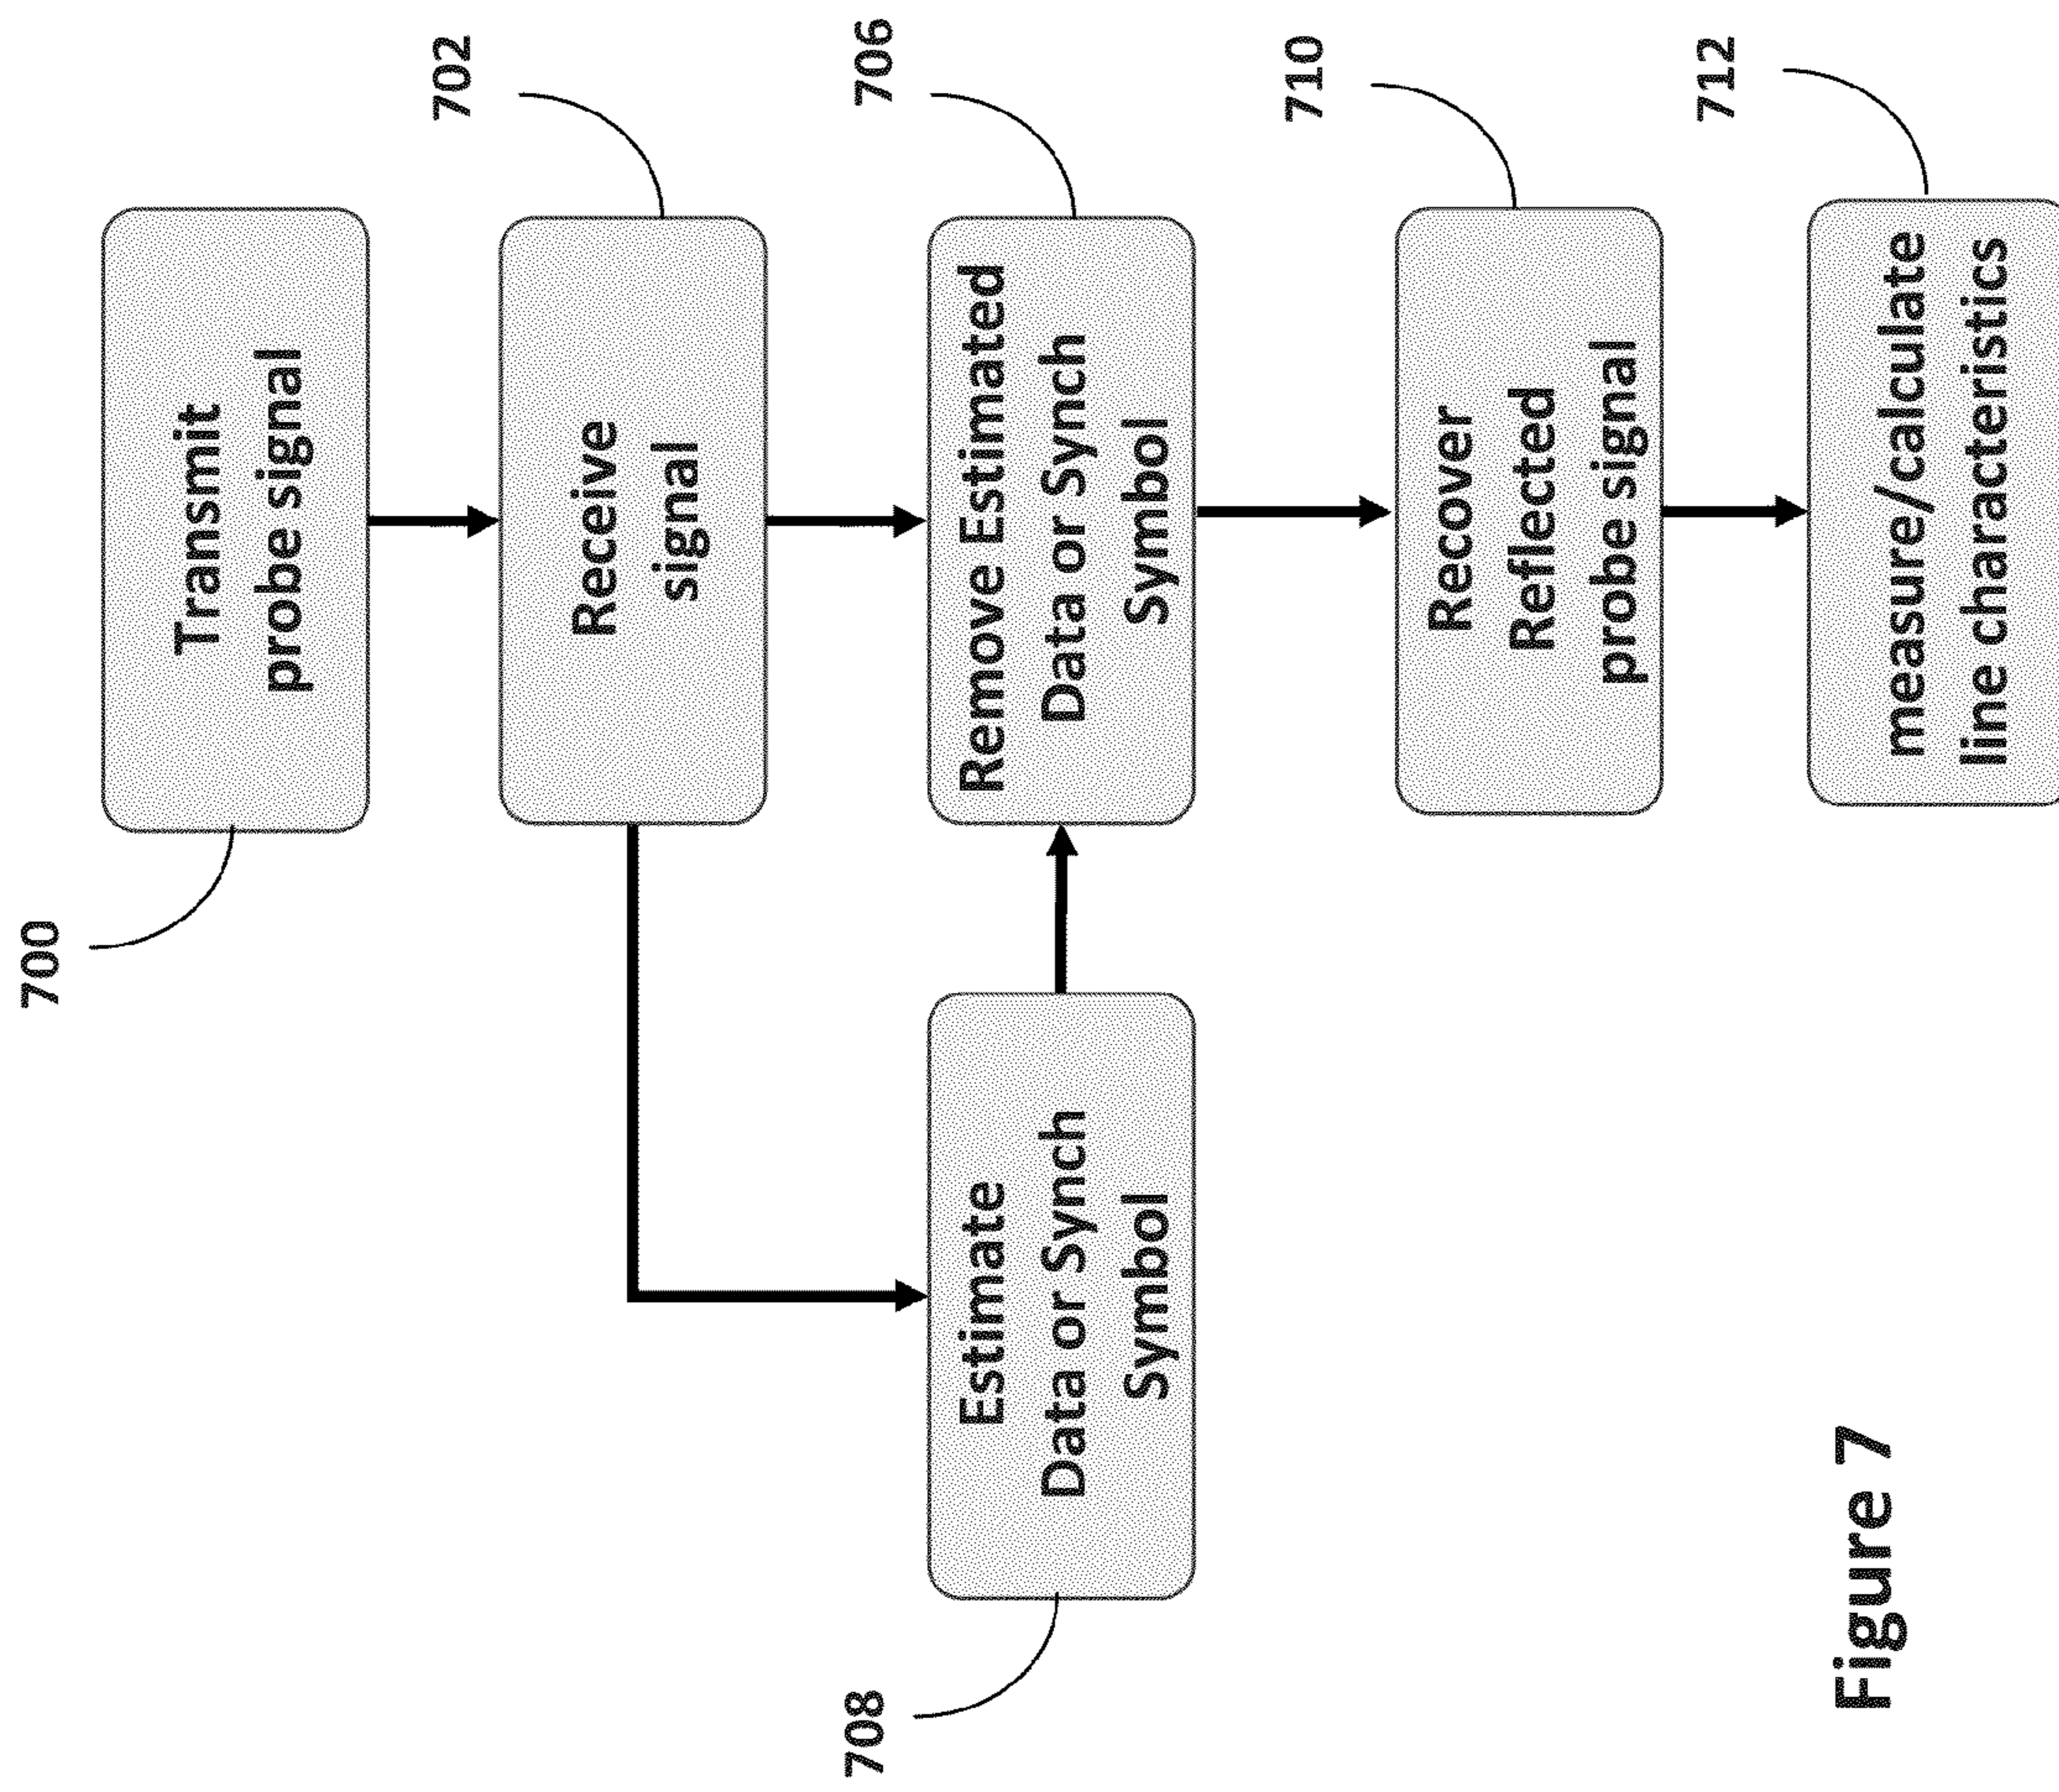 700
Transmit
probe signal
702
Receive
signal
708
Estimate
Data or Synch
Symbol
706
Remove Estimated
Data or Synch
Symbol
710
Recover
Reflected
probe signal
712
measure/calculate
line characteristics
Figure 7